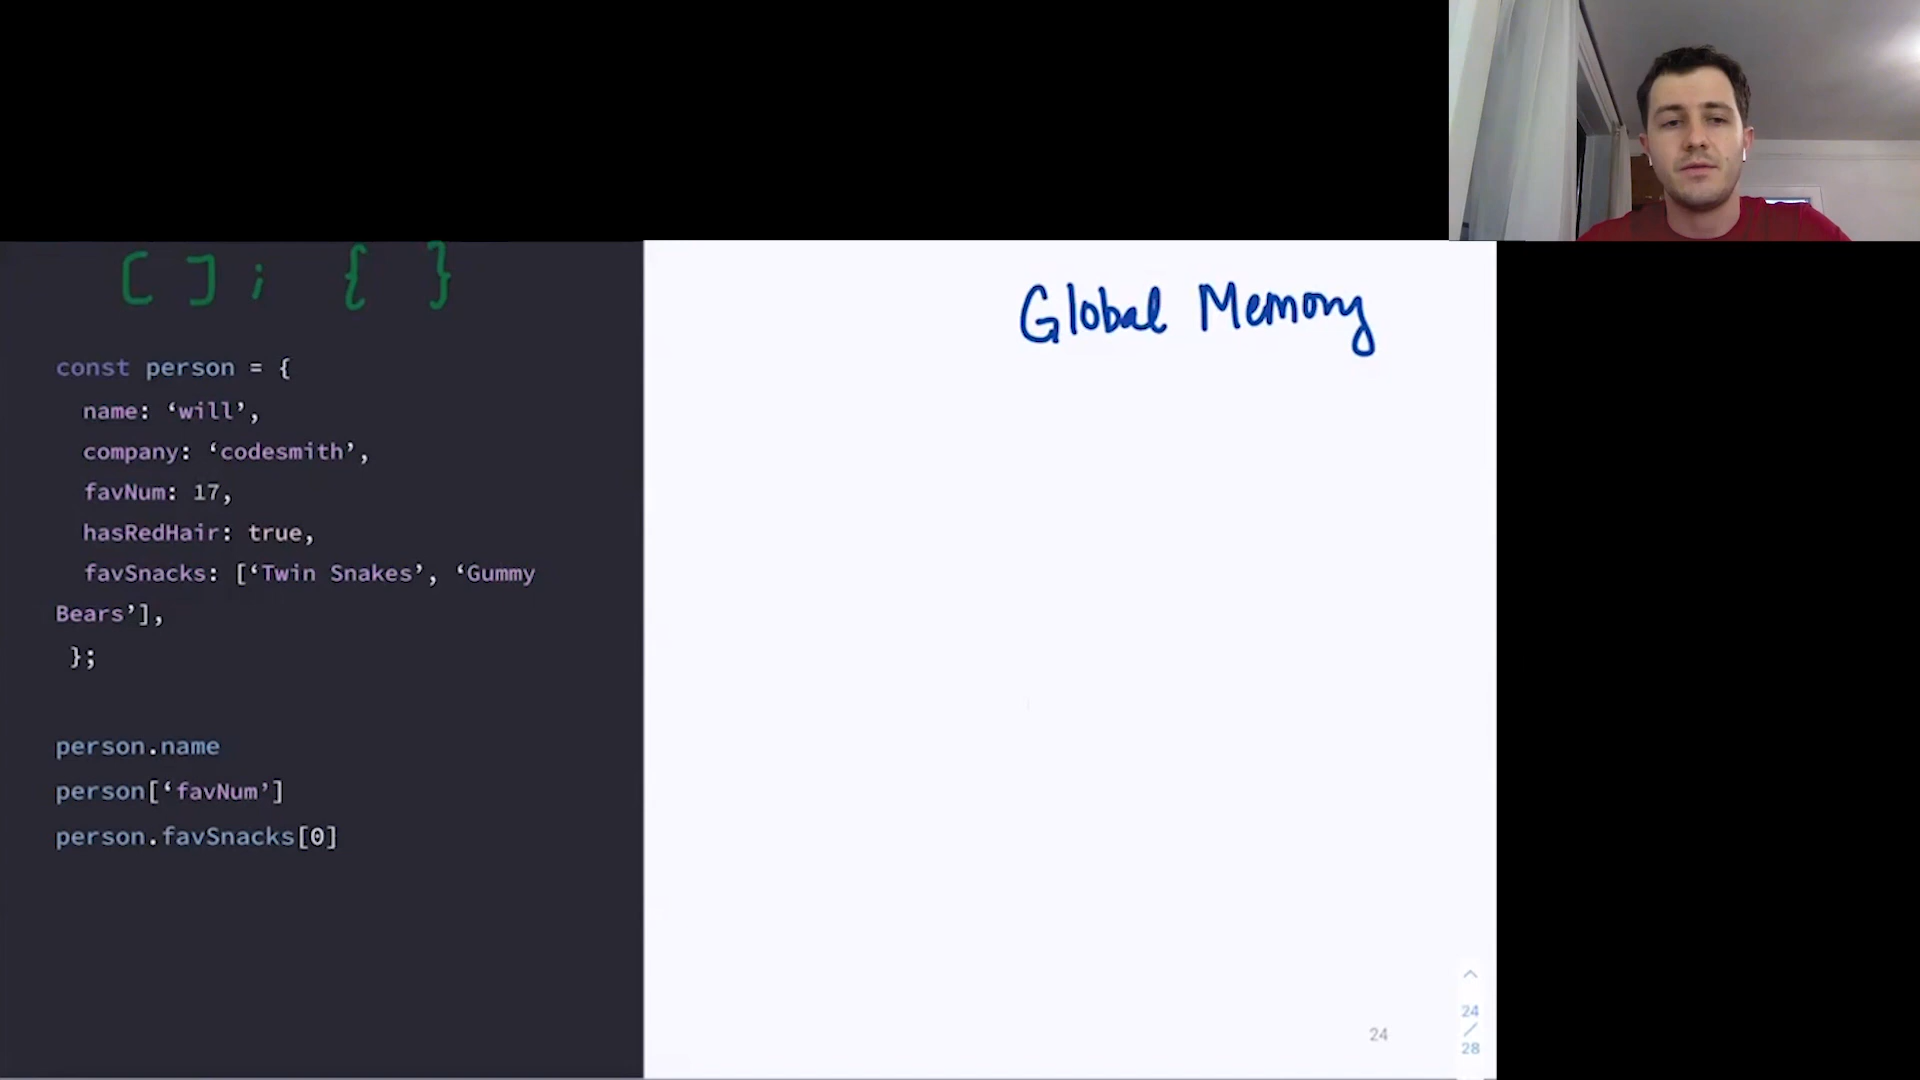 [ ] ; { }
Global Memory
const person = {
name: ‘will’,
company: ‘codesmith’,
favNum: 17,
hasRedHair: true,
favSnacks: [‘Twin Snakes’, ‘Gummy
Bears’],
};
person.name
person[‘favNum’]
person.favSnacks[0]
24
24
/
28